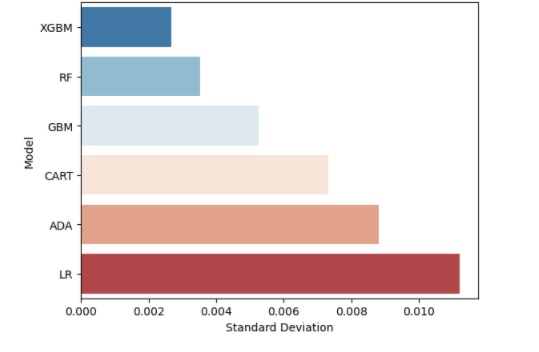 XGBM
RF
GBM
CART
ADA
LR
Model
0.000 0.002 0.004 0.006 0.008 0.010
Standard Deviation